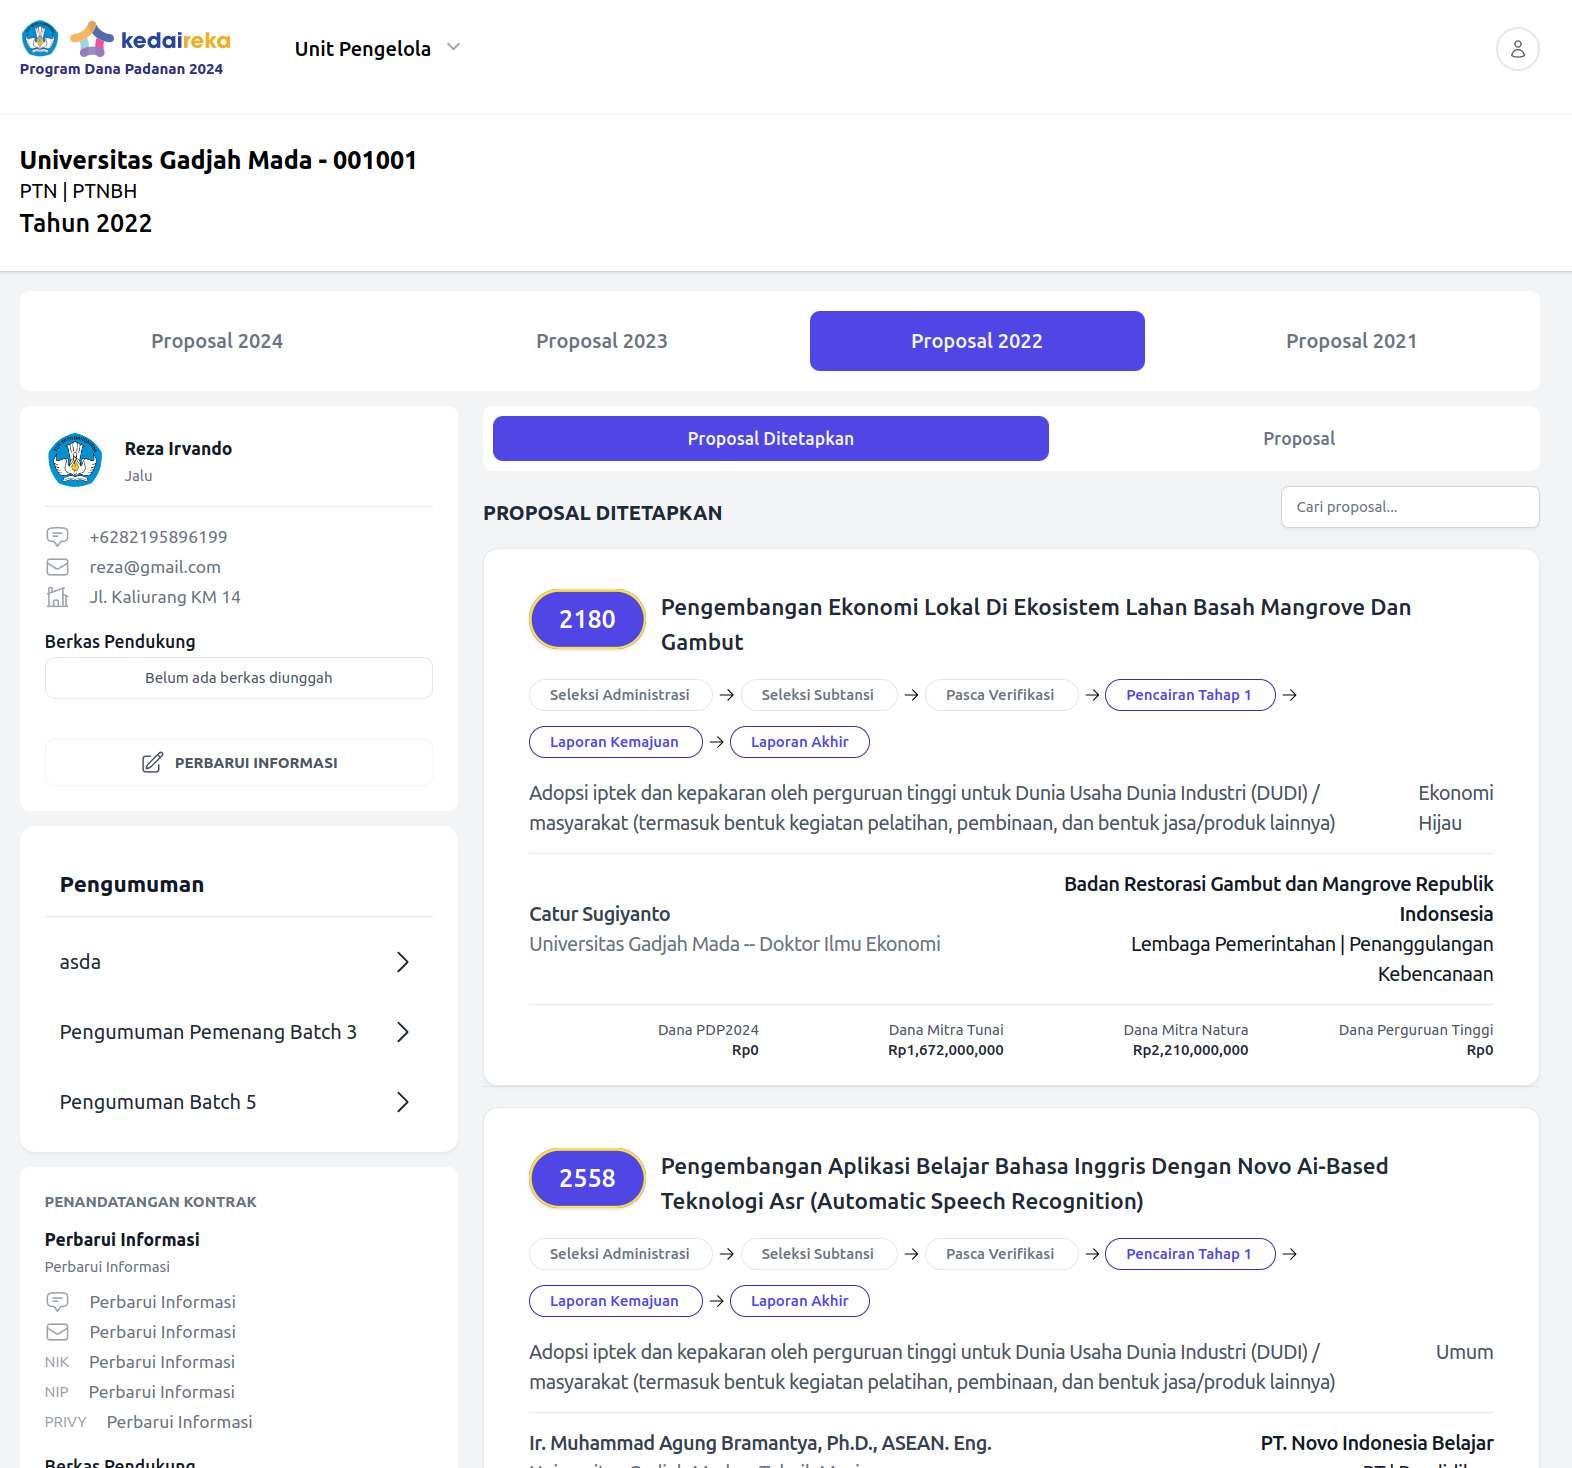 kedaireka
Program Dana Padanan 2024
Unit Pengelola
Universitas Gadjah Mada - 001001
PTN | PTNBH
Tahun 2022
Proposal 2024
Proposal 2023
Proposal 2022
Proposal 2021
Reza Irvando
Jalu
+6282195896199
reza@gmail.com
Jl. Kaliurang KM 14
Berkas Pendukung
Belum ada berkas diunggah
PERBARUI INFORMASI
Pengumuman
asda
Pengumuman Pemenang Batch 3
Pengumuman Batch 5
PENANDATANGAN KONTRAK
Perbarui Informasi
Perbarui Informasi
Perbarui Informasi
Perbarui Informasi
NIK Perbarui Informasi
NIP Perbarui Informasi
PRIVY Perbarui Informasi
Berkas Pendukung
Proposal Ditetapkan
Proposal
PROPOSAL DITETAPKAN
Cari proposal...
2180
Pengembangan Ekonomi Lokal Di Ekosistem Lahan Basah Mangrove Dan
Gambut
Seleksi Administrasi → Seleksi Subtansi → Pasca Verifikasi → Pencairan Tahap 1 →
Laporan Kemajuan → Laporan Akhir
Adopsi iptek dan kepakaran oleh perguruan tinggi untuk Dunia Usaha Dunia Industri (DUDI) /
masyarakat (termasuk bentuk kegiatan pelatihan, pembinaan, dan bentuk jasa/produk lainnya)
Ekonomi
Hijau
Catur Sugiyanto
Universitas Gadjah Mada -- Doktor Ilmu Ekonomi
Badan Restorasi Gambut dan Mangrove Republik
Indonsesia
Lembaga Pemerintahan | Penanggulangan
Kebencanaan
Dana PDP2024
Rp0
Dana Mitra Tunai
Rp1,672,000,000
Dana Mitra Natura
Rp2,210,000,000
Dana Perguruan Tinggi
Rp0
2558
Pengembangan Aplikasi Belajar Bahasa Inggris Dengan Novo Ai-Based
Teknologi Asr (Automatic Speech Recognition)
Seleksi Administrasi → Seleksi Subtansi → Pasca Verifikasi → Pencairan Tahap 1 →
Laporan Kemajuan → Laporan Akhir
Adopsi iptek dan kepakaran oleh perguruan tinggi untuk Dunia Usaha Dunia Industri (DUDI) /
masyarakat (termasuk bentuk kegiatan pelatihan, pembinaan, dan bentuk jasa/produk lainnya)
Umum
Ir. Muhammad Agung Bramantya, Ph.D., ASEAN. Eng.
PT. Novo Indonesia Belajar